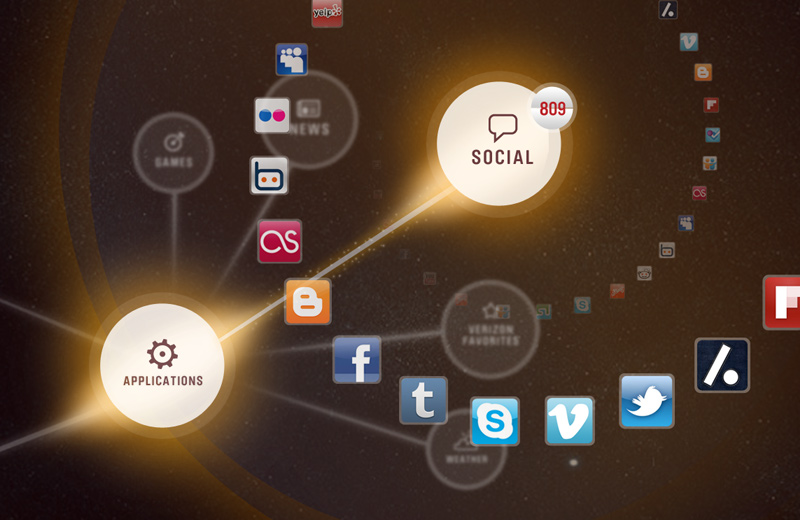 yelp
NEWS
GAMES
809
SOCIAL
VERIZON
FAVORITES
APPLICATIONS
WEATHER